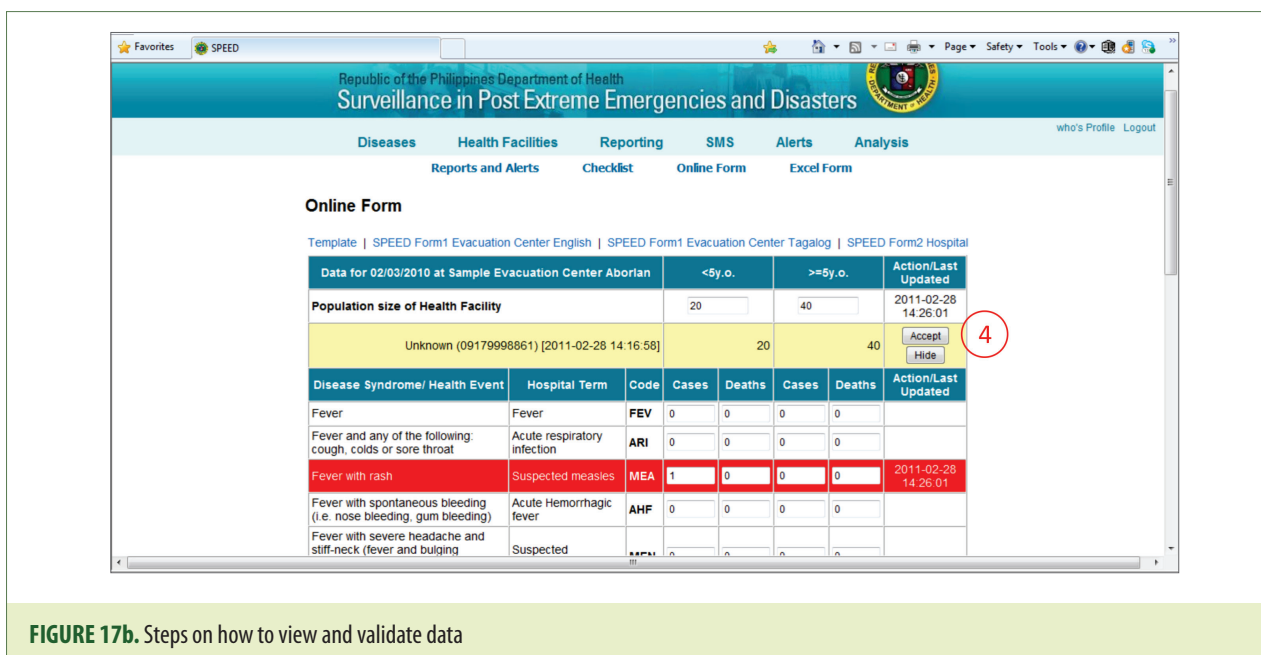 Favorites SPEED Page Safety Tools
Republic of the Philippines Department of Health
Surveillance in Post Extreme Emergencies and Disasters
who's Profile Logout
Diseases Health Facilities Reporting SMS Alerts Analysis
Reports and Alerts Checklist Online Form Excel Form
Online Form
Template | SPEED Form1 Evacuation Center English | SPEED Form1 Evacuation Center Tagalog | SPEED Form2 Hospital
Data for 02/03/2010 at Sample Evacuation Center Aborlan <5y.o. >=5y.o. Action/Last
Updated
Population size of Health Facility 20 40 2011-02-28
14:26:01
Unknown (09179998861) [2011-02-28 14:16:58] 20 40 Accept
Hide
4
Disease Syndrome/ Health Event Hospital Term Code Cases Deaths Cases Deaths Action/Last
Updated
Fever Fever FEV 0 0 0 0
Fever and any of the following:
cough, colds or sore throat
Acute respiratory
infection
ARI 0 0 0 0
Fever with rash Suspected measles MEA 1 0 0 0 2011-02-28
14:26:01
Fever with spontaneous bleeding
(i.e. nose bleeding, gum bleeding)
Acute Hemorrhagic
fever
AHF 0 0 0 0
Fever with severe headache and
stiff-neck (fever and bulging
Suspected
MEN 0 0 0 0
FIGURE 17b. Steps on how to view and validate data